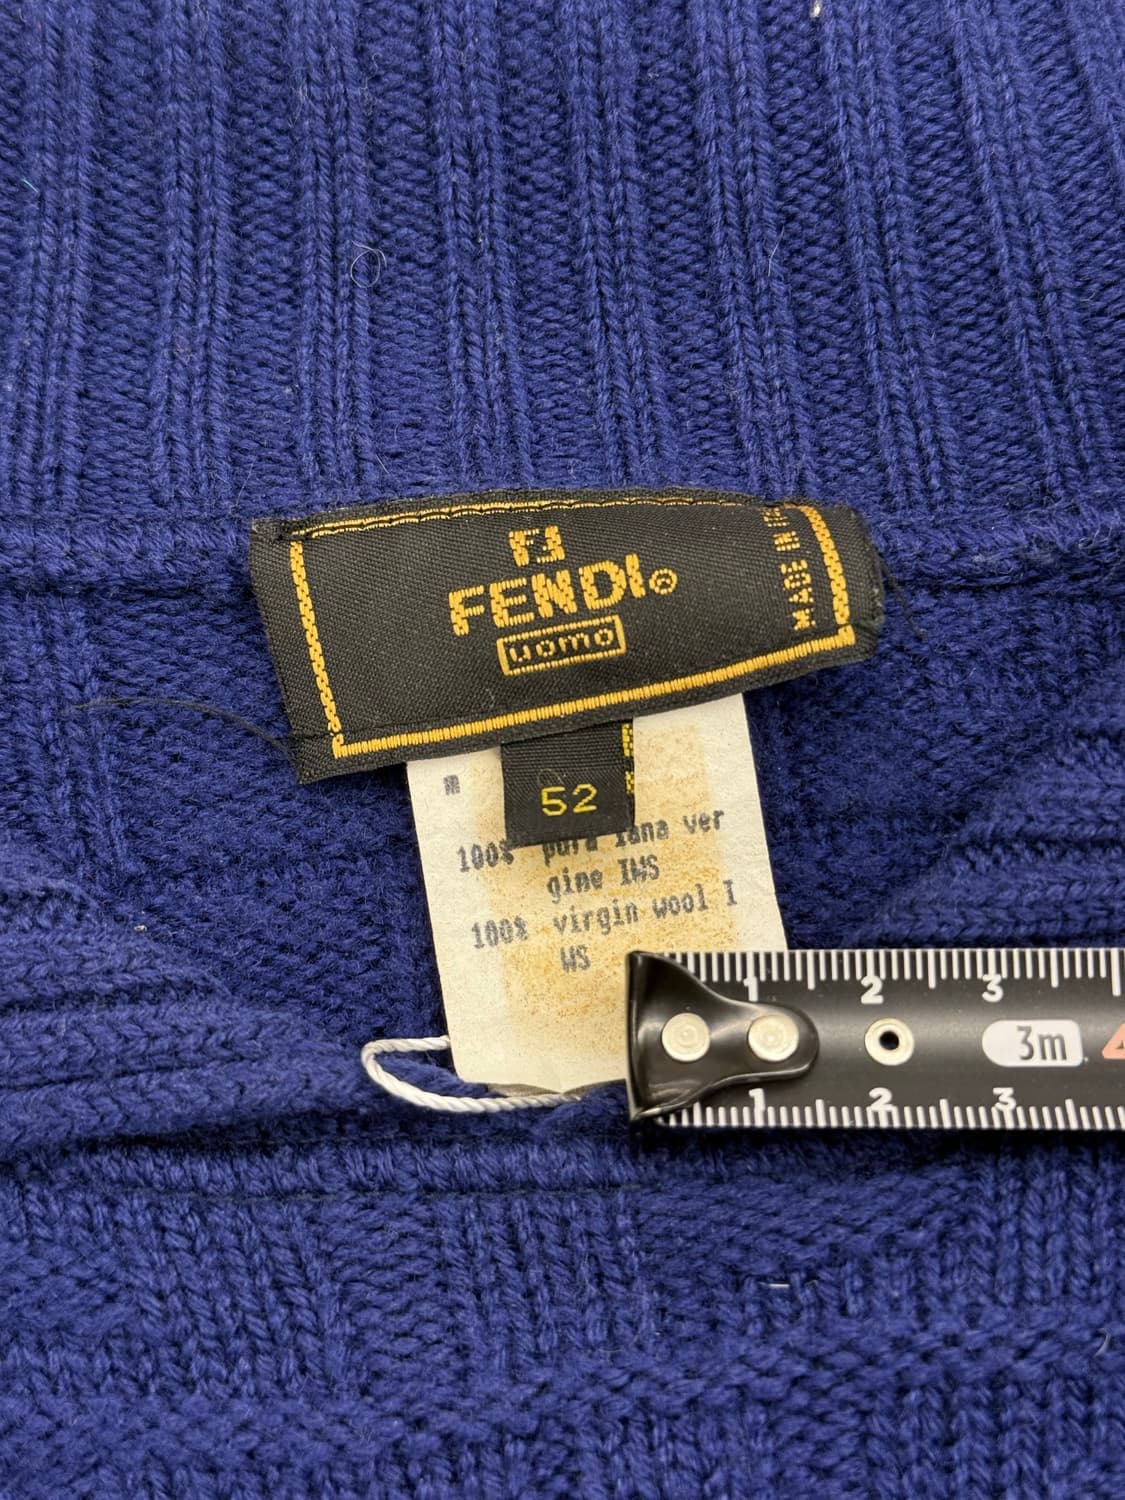 FENDI
uomo
MADE IN
52
m
100% pura lana ver
gine IWS
100% virgin wool I
WS
1 2 3
3m
1 2 3